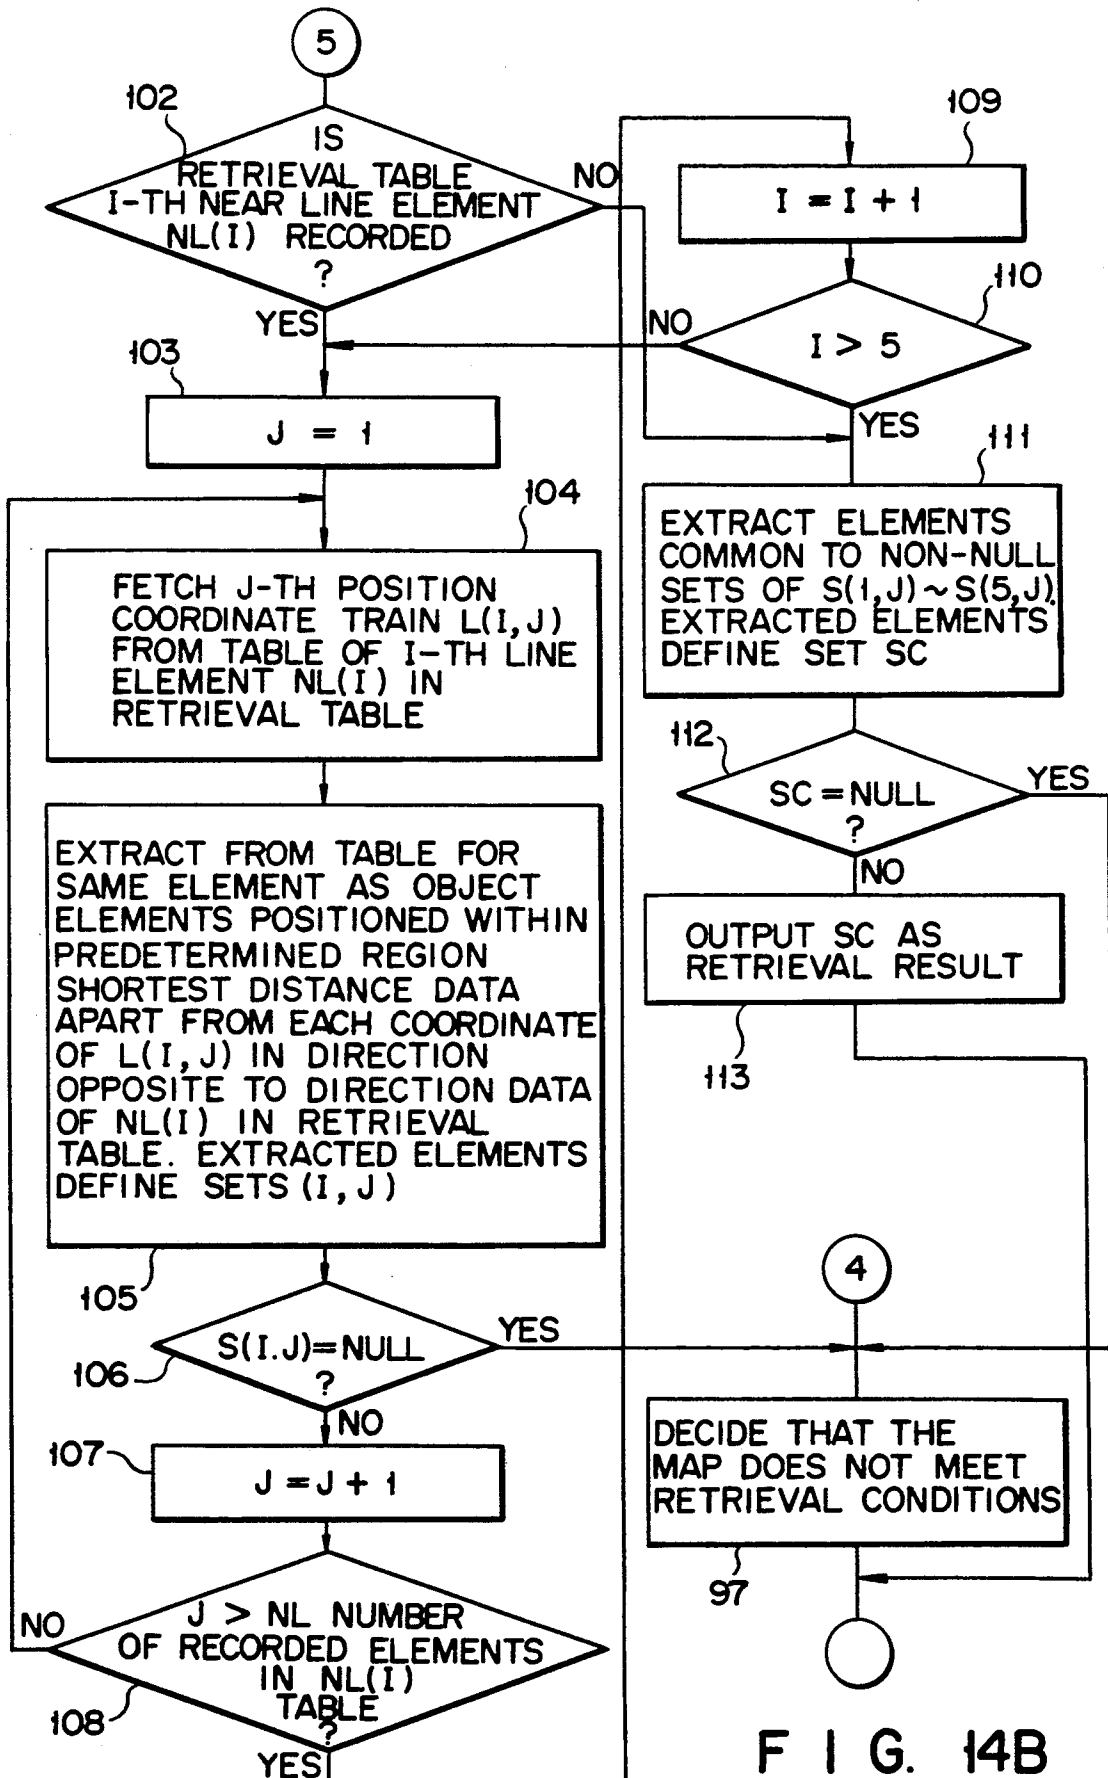 5
102
IS
RETRIEVAL TABLE
I-TH NEAR LINE ELEMENT
NL(I) RECORDED
?
NO
YES
103
J = 1
104
FETCH J-TH POSITION
COORDINATE TRAIN L(I,J)
FROM TABLE OF I-TH LINE
ELEMENT NL(I) IN
RETRIEVAL TABLE
EXTRACT FROM TABLE FOR
SAME ELEMENT AS OBJECT
ELEMENTS POSITIONED WITHIN
PREDETERMINED REGION
SHORTEST DISTANCE DATA
APART FROM EACH COORDINATE
OF L(I,J) IN DIRECTION
OPPOSITE TO DIRECTION DATA
OF NL(I) IN RETRIEVAL
TABLE. EXTRACTED ELEMENTS
DEFINE SETS (I,J)
105
S(I.J)=NULL
?
106
YES
NO
107
J=J+1
J > NL NUMBER
OF RECORDED ELEMENTS
IN NL(I)
TABLE
?
NO
108
YES
109
I = I + 1
110
I > 5
NO
YES
111
EXTRACT ELEMENTS
COMMON TO NON-NULL
SETS OF S(1,J)~S(5,J).
EXTRACTED ELEMENTS
DEFINE SET SC
112
SC=NULL
?
YES
NO
OUTPUT SC AS
RETRIEVAL RESULT
113
4
DECIDE THAT THE
MAP DOES NOT MEET
RETRIEVAL CONDITIONS
97
FIG. 14B